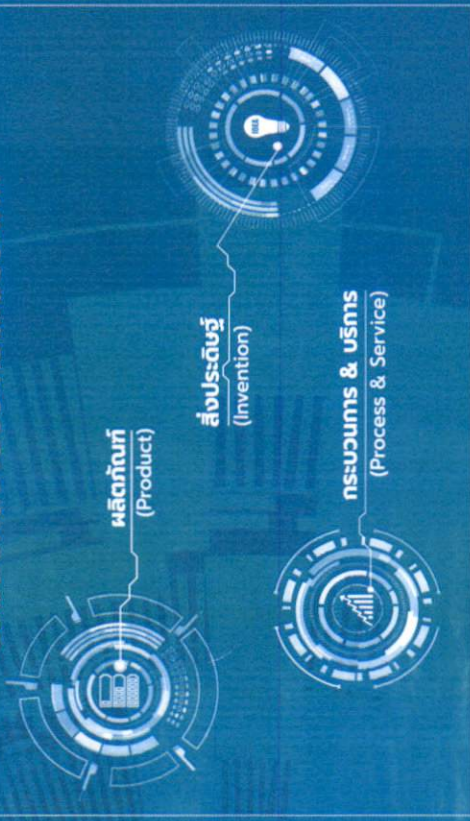 ผลิตภัณฑ์
(Product)
สิ่งประดิษฐ์
(Invention)
กระบวนการ & บริการ
(Process & Service)